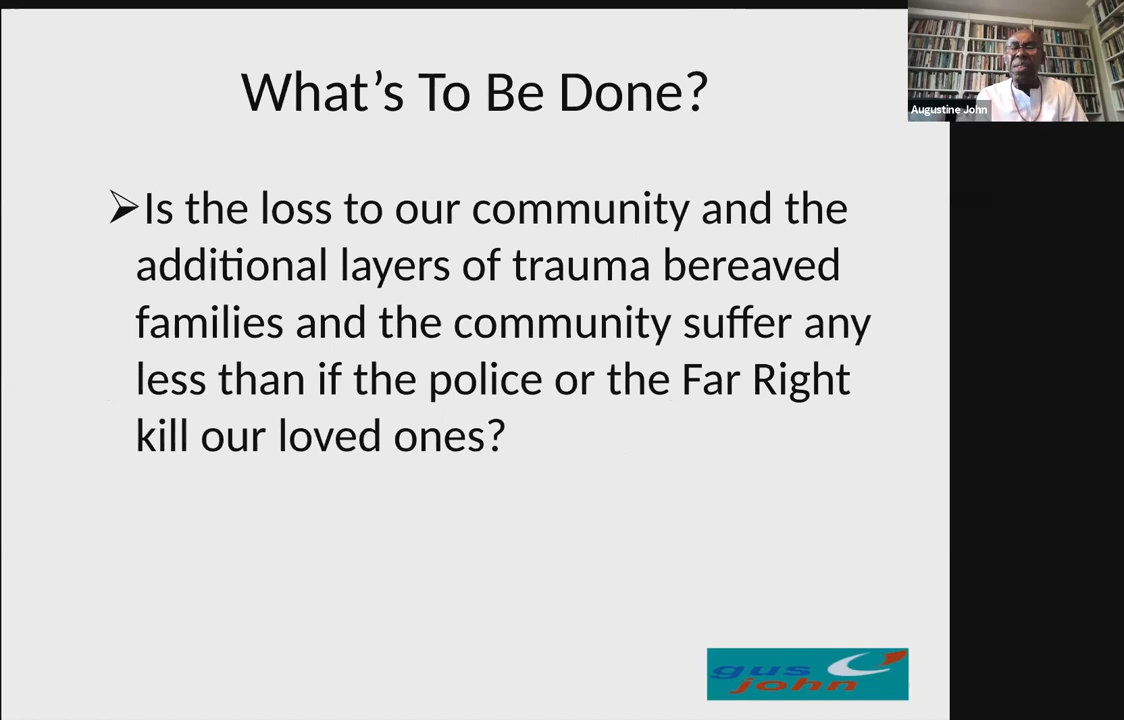 What’s To Be Done?
Augustine John
➢Is the loss to our community and the
additional layers of trauma bereaved
families and the community suffer any
less than if the police or the Far Right
kill our loved ones?
gus
john